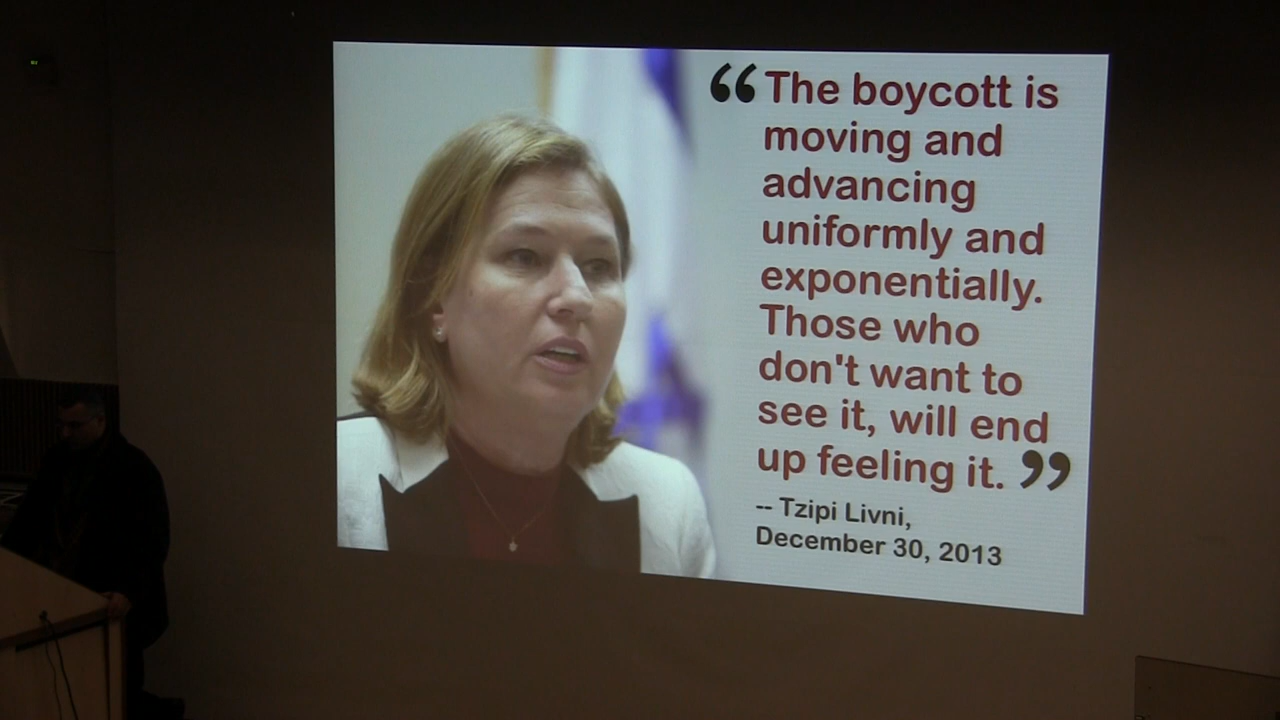 “The boycott is
moving and
advancing
uniformly and
exponentially.
Those who
don't want to
see it, will end
up feeling it.”
-- Tzipi Livni,
December 30, 2013